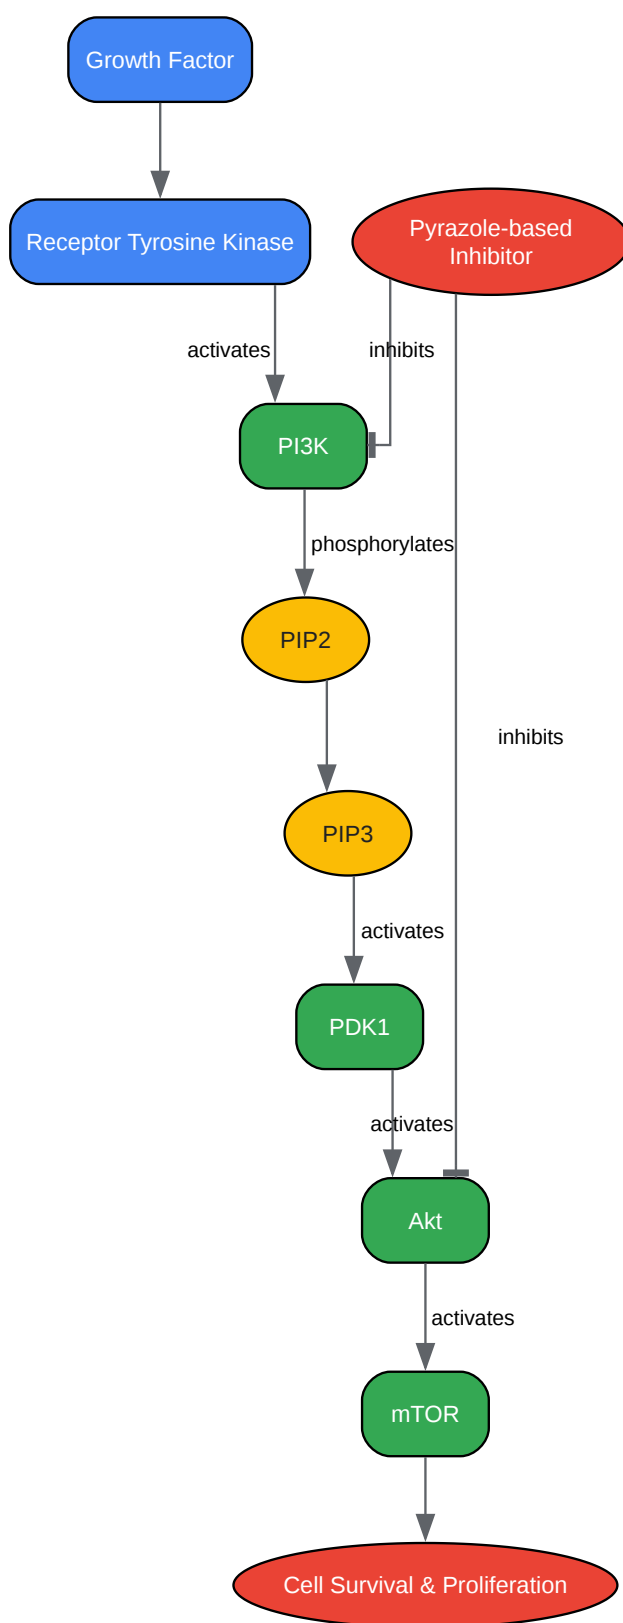 Growth Factor
Receptor Tyrosine Kinase
Pyrazole-based
Inhibitor
activates
inhibits
PI3K
phosphorylates
PIP2
inhibits
PIP3
activates
PDK1
activates
Akt
activates
mTOR
Cell Survival & Proliferation